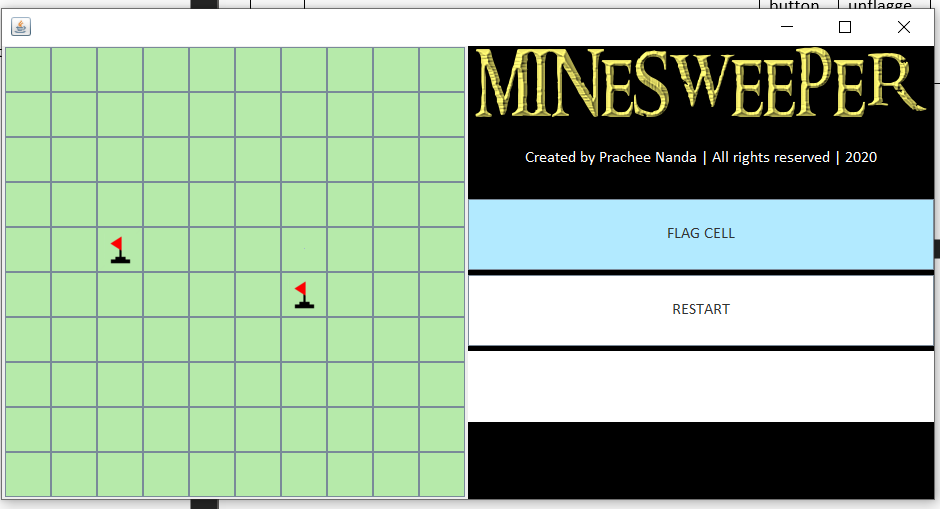 button unflagge
MINESWEEPER
Created by Prachee Nanda | All rights reserved | 2020
FLAG CELL
RESTART